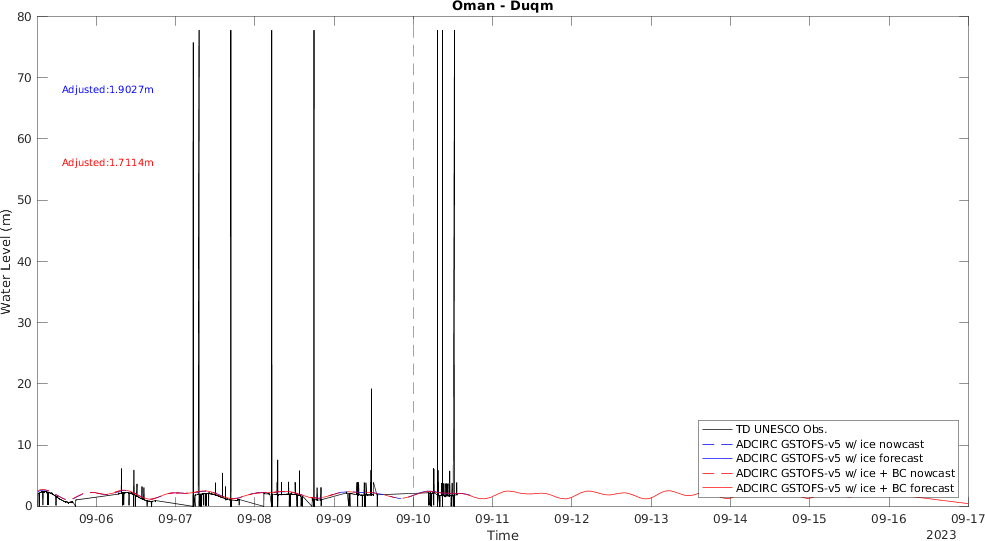 Oman - Duqm
80
70
60
50
40
30
20
10
0
Water Level (m)
Adjusted:1.9027m
Adjusted:1.7114m
TD UNESCO Obs.
ADCIRC GSTOFS-v5 w/ ice nowcast
ADCIRC GSTOFS-v5 w/ ice forecast
ADCIRC GSTOFS-v5 w/ ice + BC nowcast
ADCIRC GSTOFS-v5 w/ ice + BC forecast
09-06 09-07 09-08 09-09 09-10 09-11 09-12 09-13 09-14 09-15 09-16 09-17
Time
2023